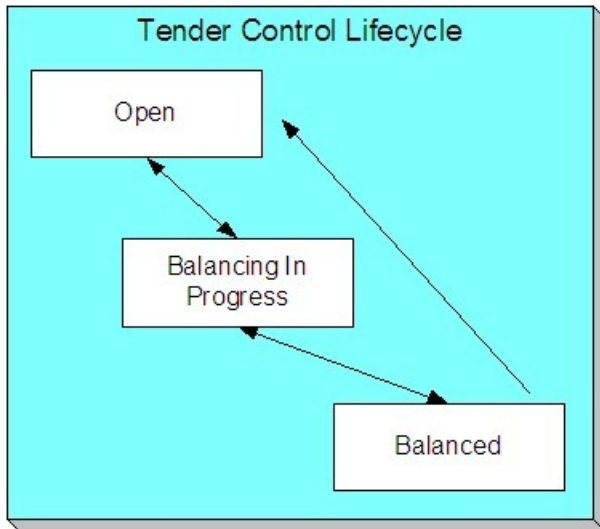 Tender Control Lifecycle
Open
Balancing In
Progress
Balanced